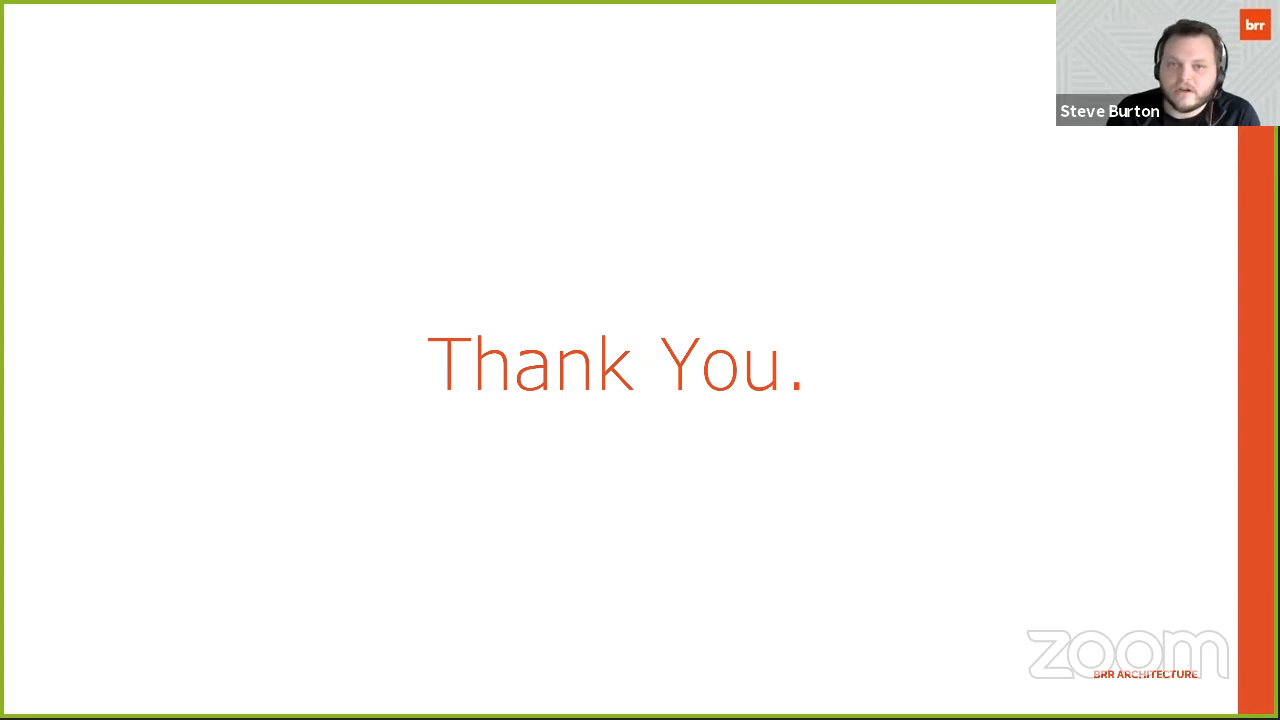 brr
Steve Burton
Thank You.
zoom
BRR ARCHITECTURE